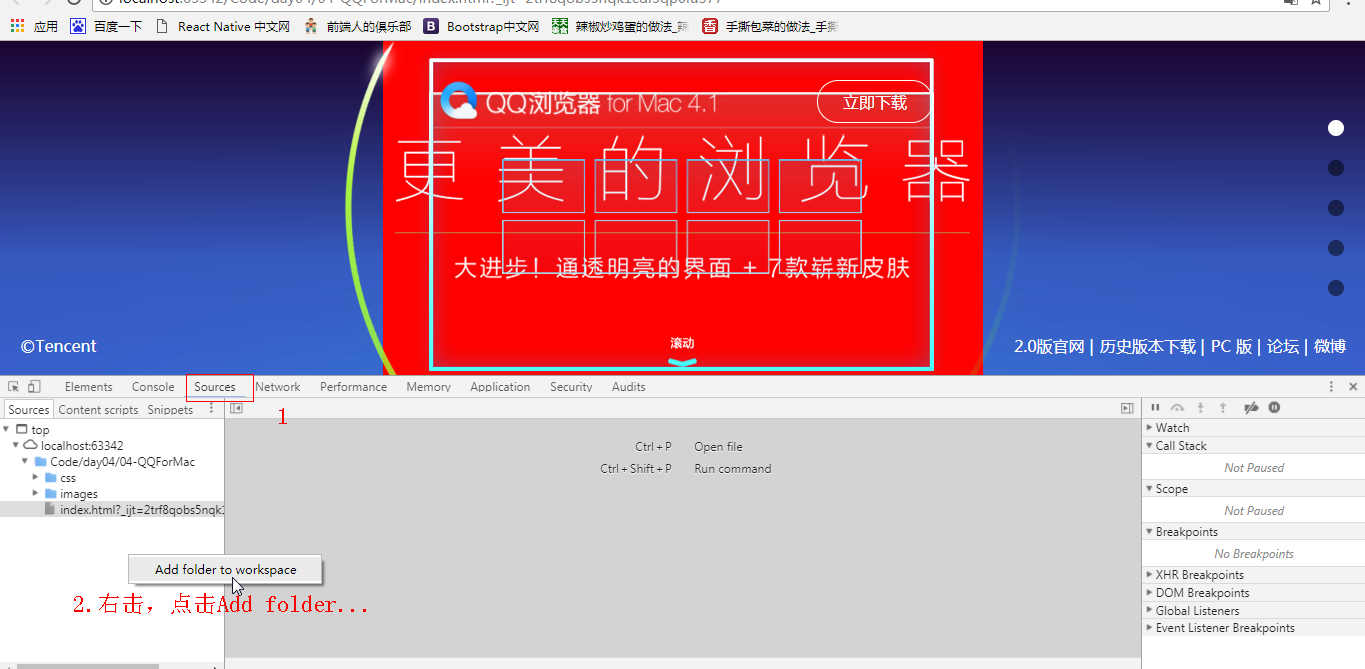 localhost:63342/Code/day04/04-QQForMac/index.html?_ijt=
应用 百度一下 React Native 中文网 前端人的俱乐部 B Bootstrap中文网 辣椒炒鸡蛋的做法_辣 香 手撕包菜的做法_手撕
QQ浏览器 for Mac 4.1 立即下载
更美的浏览器
大进步！通透明亮的界面 + 7款崭新皮肤
滚动
©Tencent 2.0版官网 | 历史版本下载 | PC 版 | 论坛 | 微博
Elements Console Sources Network Performance Memory Application Security Audits
Sources Content scripts Snippets
1
top
localhost:63342
Code/day04/04-QQForMac
css
images
index.html?_ijt=2trf8qobs5nqk
Ctrl + P Open file
Ctrl + Shift + P Run command
Add folder to workspace
2.右击，点击Add folder...
Watch
Call Stack
Not Paused
Scope
Not Paused
Breakpoints
No Breakpoints
XHR Breakpoints
DOM Breakpoints
Global Listeners
Event Listener Breakpoints